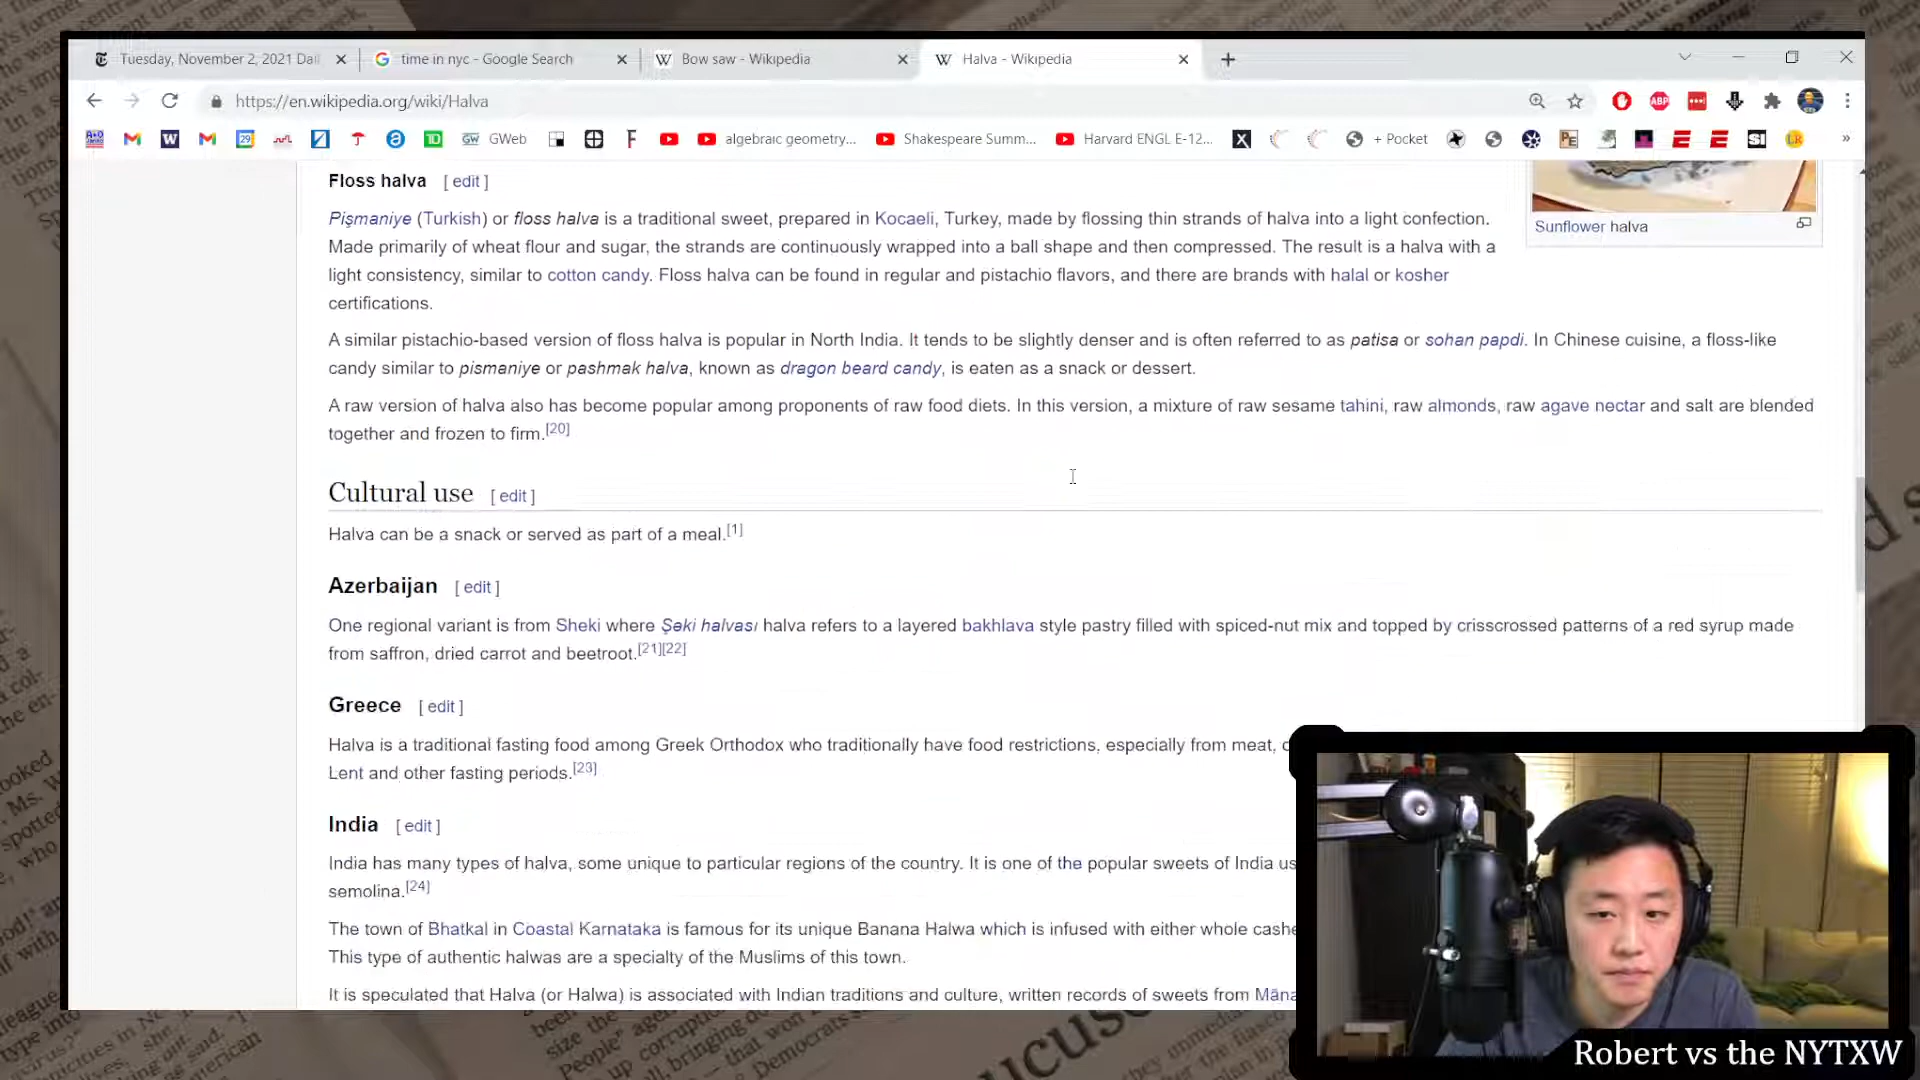 Tuesday, November 2, 2021 Dail
time in nyc - Google Search
Bow saw - Wikipedia
Halva - Wikipedia
https://en.wikipedia.org/wiki/Halva
GWeb
algebraic geometry...
Shakespeare Summ...
Harvard ENGL E-12...
+ Pocket
Floss halva [ edit ]
Pişmaniye (Turkish) or floss halva is a traditional sweet, prepared in Kocaeli, Turkey, made by flossing thin strands of halva into a light confection.
Made primarily of wheat flour and sugar, the strands are continuously wrapped into a ball shape and then compressed. The result is a halva with a
light consistency, similar to cotton candy. Floss halva can be found in regular and pistachio flavors, and there are brands with halal or kosher
certifications.
Sunflower halva
A similar pistachio-based version of floss halva is popular in North India. It tends to be slightly denser and is often referred to as patisa or sohan papdi. In Chinese cuisine, a floss-like
candy similar to pismaniye or pashmak halva, known as dragon beard candy, is eaten as a snack or dessert.
A raw version of halva also has become popular among proponents of raw food diets. In this version, a mixture of raw sesame tahini, raw almonds, raw agave nectar and salt are blended
together and frozen to firm.[20]
Cultural use [ edit ]
Halva can be a snack or served as part of a meal.[1]
Azerbaijan [ edit ]
One regional variant is from Sheki where Şəki halvası halva refers to a layered bakhlava style pastry filled with spiced-nut mix and topped by crisscrossed patterns of a red syrup made
from saffron, dried carrot and beetroot.[21][22]
Greece [ edit ]
Halva is a traditional fasting food among Greek Orthodox who traditionally have food restrictions, especially from meat,
Lent and other fasting periods.[23]
India [ edit ]
India has many types of halva, some unique to particular regions of the country. It is one of the popular sweets of India us
semolina.[24]
The town of Bhatkal in Coastal Karnataka is famous for its unique Banana Halwa which is infused with either whole cashe
This type of authentic halwas are a specialty of the Muslims of this town.
It is speculated that Halva (or Halwa) is associated with Indian traditions and culture, written records of sweets from Māna
Robert vs the NYTXW